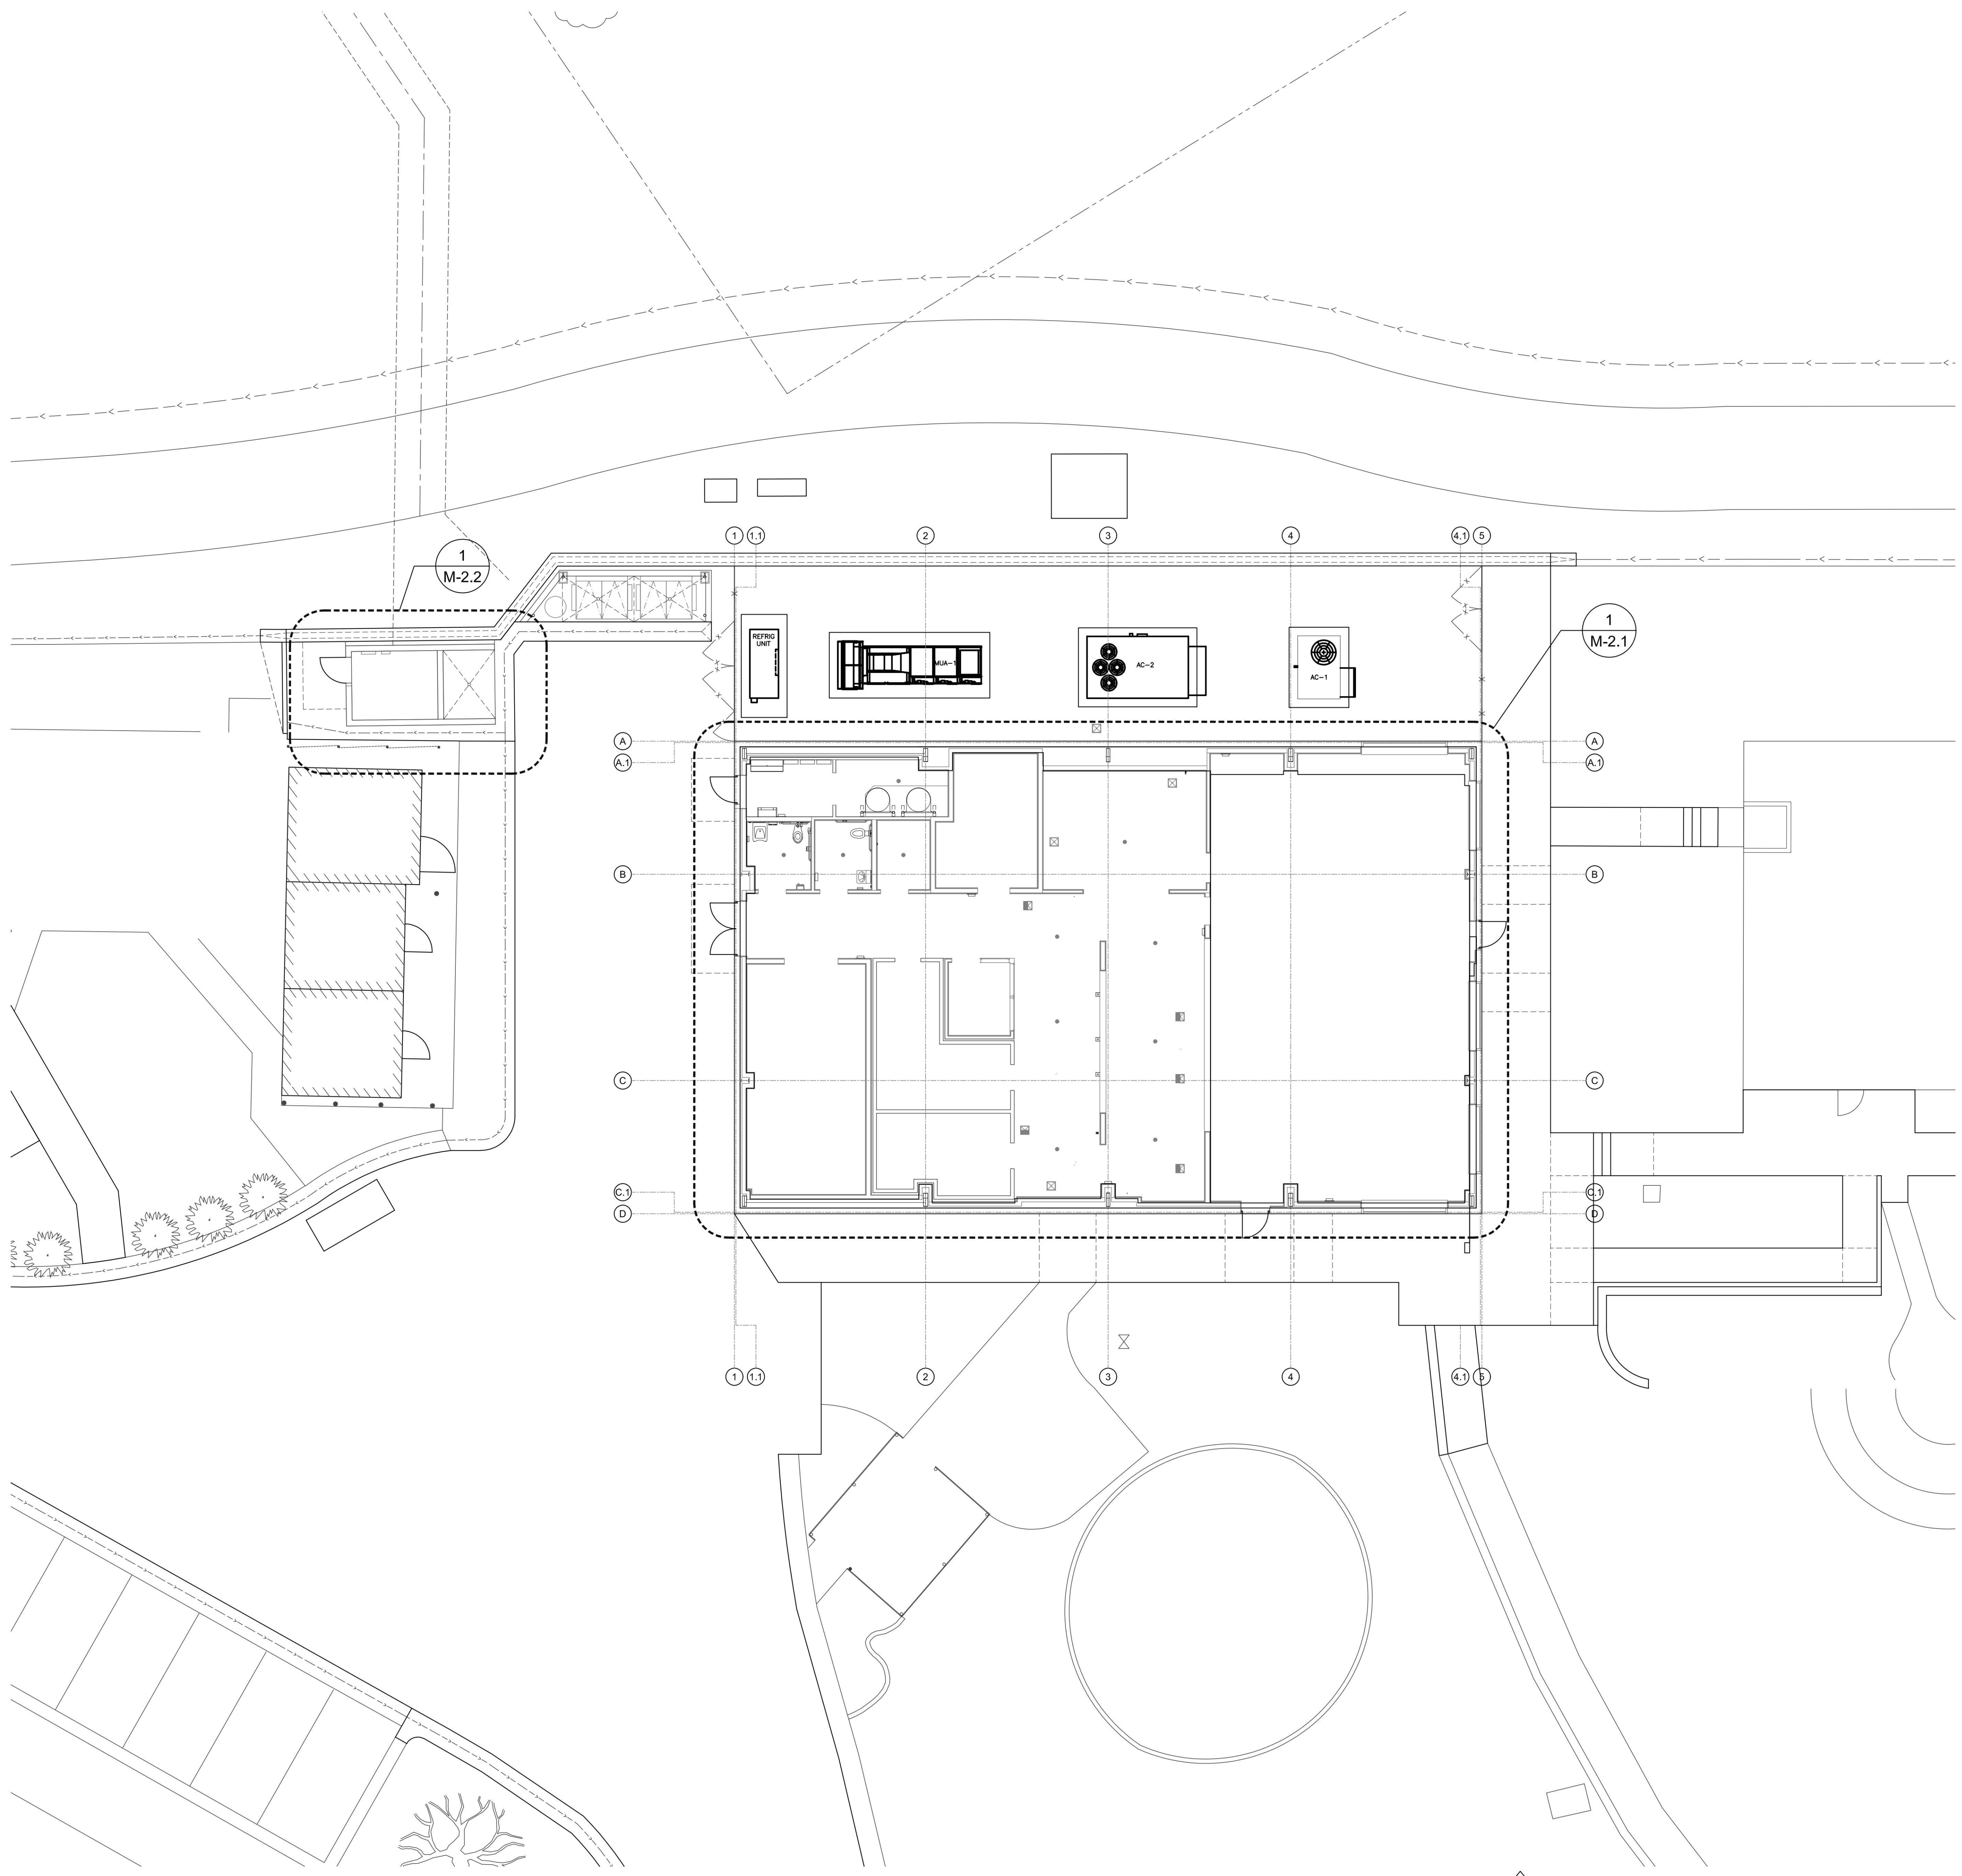 1 1.1 2 3 4 4.1 5
1
M-2.2
1
M-2.1
REFRIG
UNIT
MUA-1
AC-2
AC-1
A A
A.1 A.1
B B
C C
C.1 C.1
D D
1 1.1 2 3 4 4.1 5